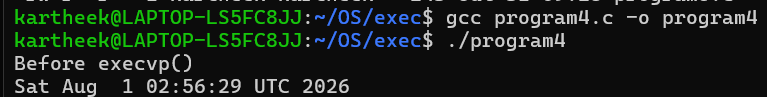 kartheek@LAPTOP-LS5FC8JJ:~/OS/exec$ gcc program4.c -o program4
kartheek@LAPTOP-LS5FC8JJ:~/OS/exec$ ./program4
Before execvp()
Sat Aug  1 02:56:29 UTC 2026